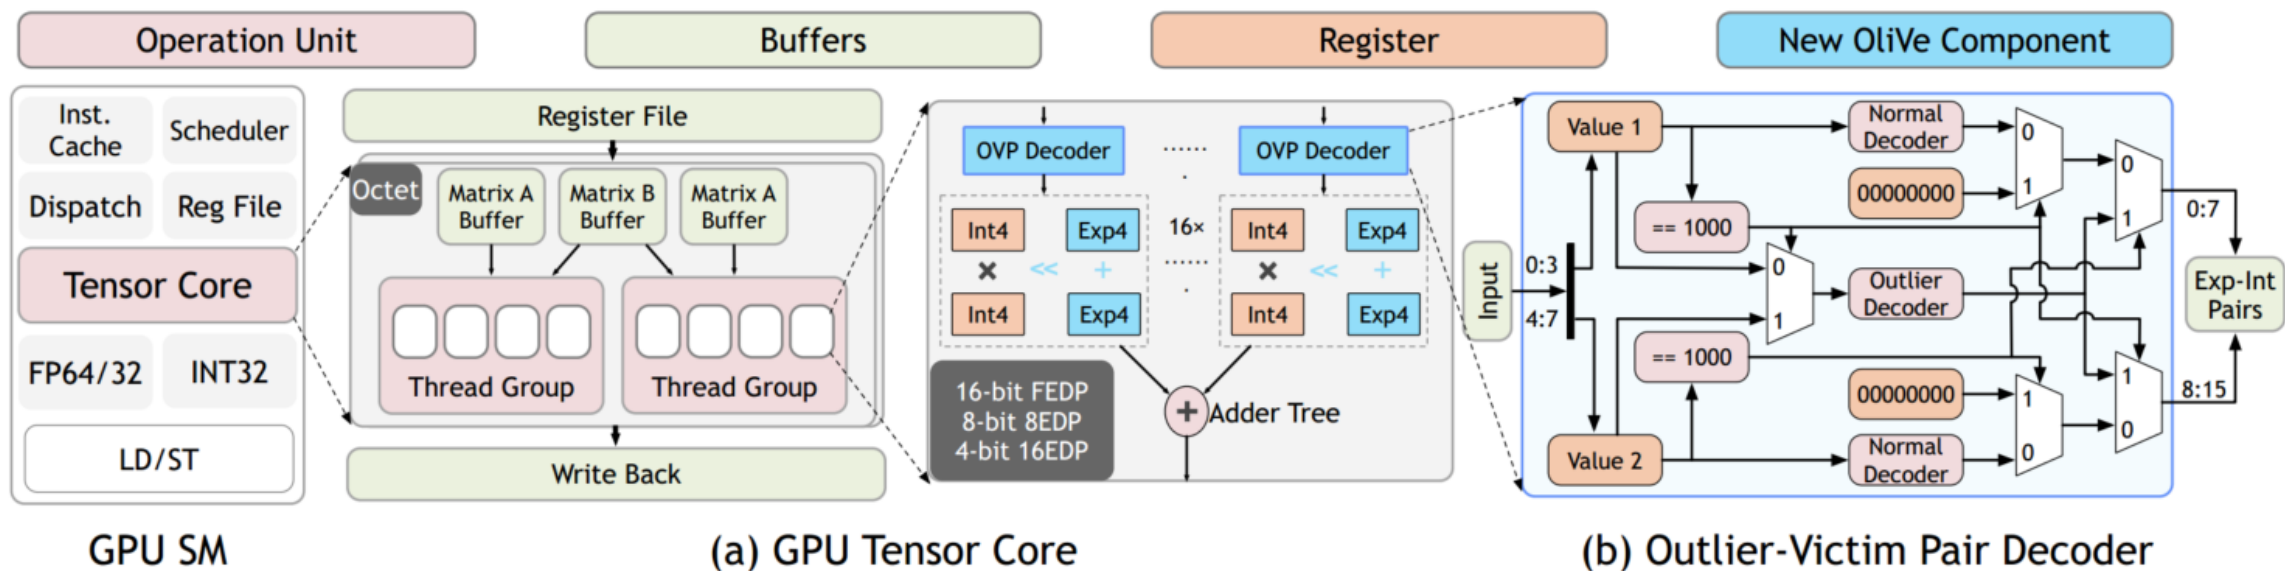 Operation Unit
Buffers
Register
New OliVe Component
Inst.
Cache
Scheduler
Dispatch
Reg File
Tensor Core
FP64/32
INT32
LD/ST
GPU SM
Register File
Octet
Matrix A
Buffer
Matrix B
Buffer
Matrix A
Buffer
Thread Group
Thread Group
Write Back
OVP Decoder
......
.
OVP Decoder
Int4
Exp4
16×
Int4
Exp4
×
<<
+
......
.
×
<<
+
Int4
Exp4
Int4
Exp4
16-bit FEDP
8-bit 8EDP
4-bit 16EDP
+
Adder Tree
(a) GPU Tensor Core
Input
0:3
4:7
Value 1
Normal
Decoder
0
1
00000000
== 1000
0
1
Outlier
Decoder
== 1000
00000000
Value 2
Normal
Decoder
1
0
0
1
1
0
0:7
8:15
Exp-Int
Pairs
(b) Outlier-Victim Pair Decoder